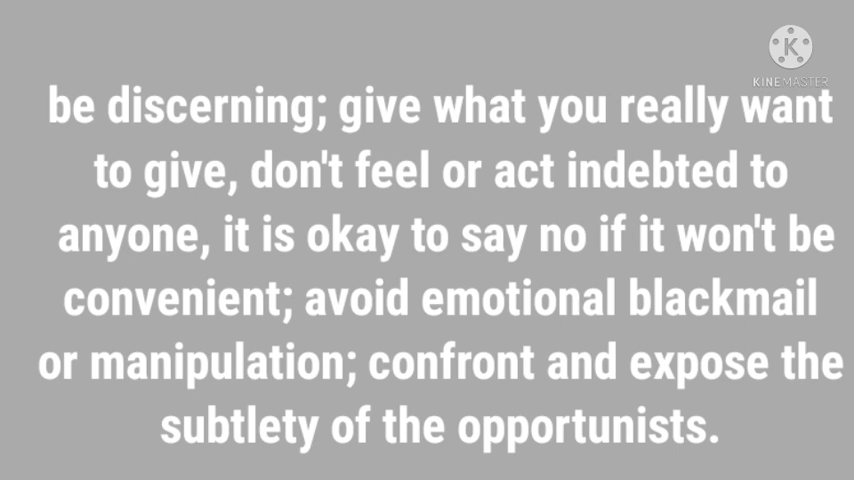 K
KINEMASTER
be discerning; give what you really want
to give, don't feel or act indebted to
anyone, it is okay to say no if it won't be
convenient; avoid emotional blackmail
or manipulation; confront and expose the
subtlety of the opportunists.